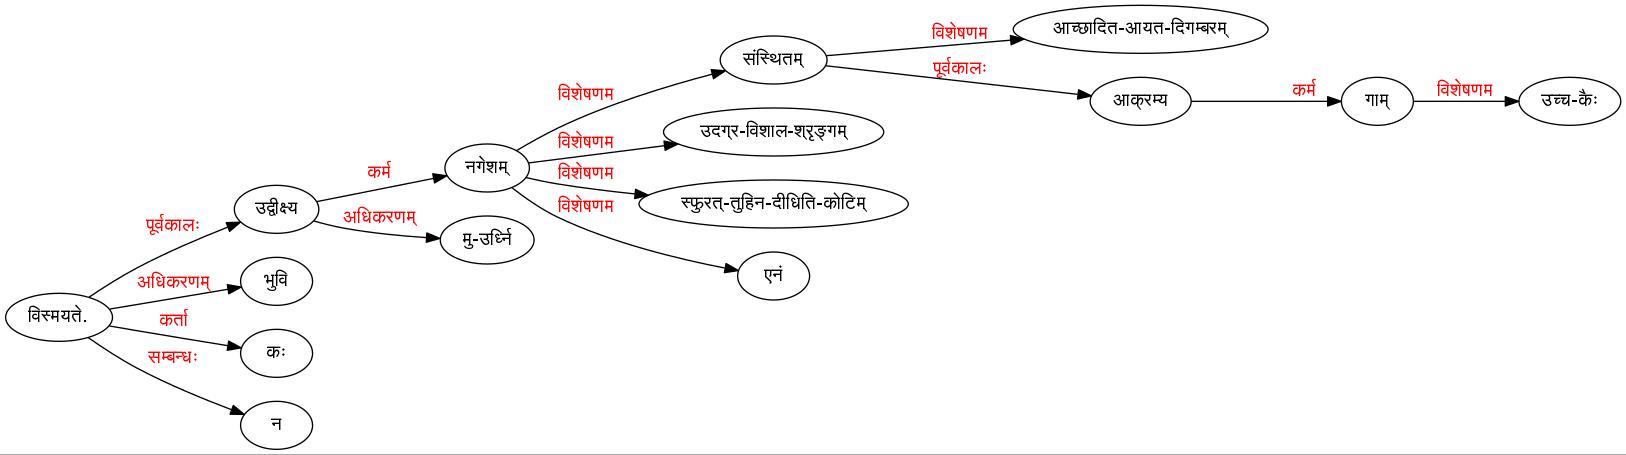 विशेषणम आच्छादित-आयत-दिगम्बरम्
संस्थितम्
पूर्वकालः
विशेषणम आक्रम्य कर्म गाम् विशेषणम उच्च-कैः
विशेषणम उदग्र-विशाल-श्रृङ्गम्
कर्म नगेशम् विशेषणम
उद्वीक्ष्य विशेषणम स्फुरत्-तुहिन-दीधिति-कोटिम्
पूर्वकालः अधिकरणम् मु-उर्ध्नि
अधिकरणम् भुवि एनं
विस्मयते. कर्ता
सम्बन्धः कः
न